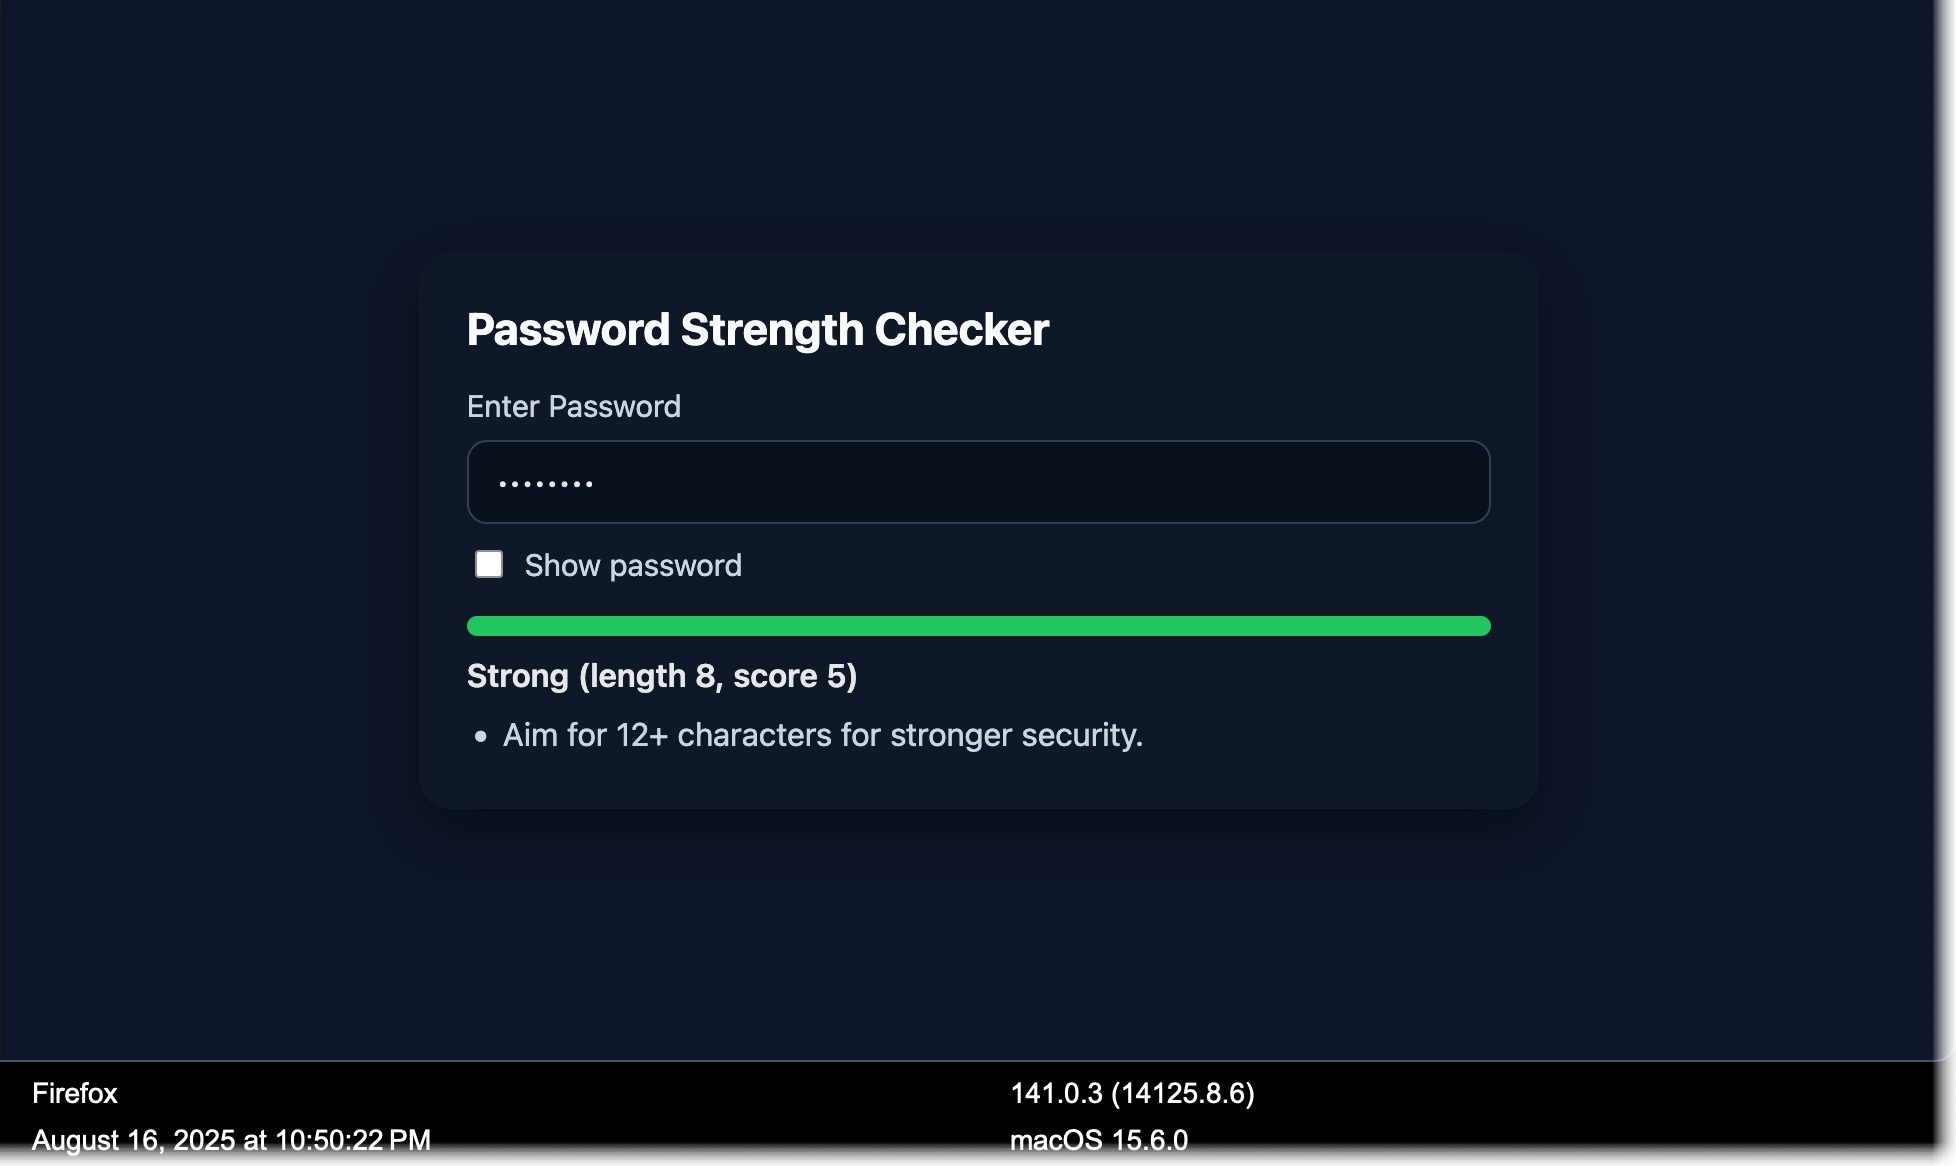 Password Strength Checker
Enter Password
••••••••
Show password
Strong (length 8, score 5)
• Aim for 12+ characters for stronger security.
Firefox 141.0.3 (14125.8.6)
August 16, 2025 at 10:50:22 PM macOS 15.6.0